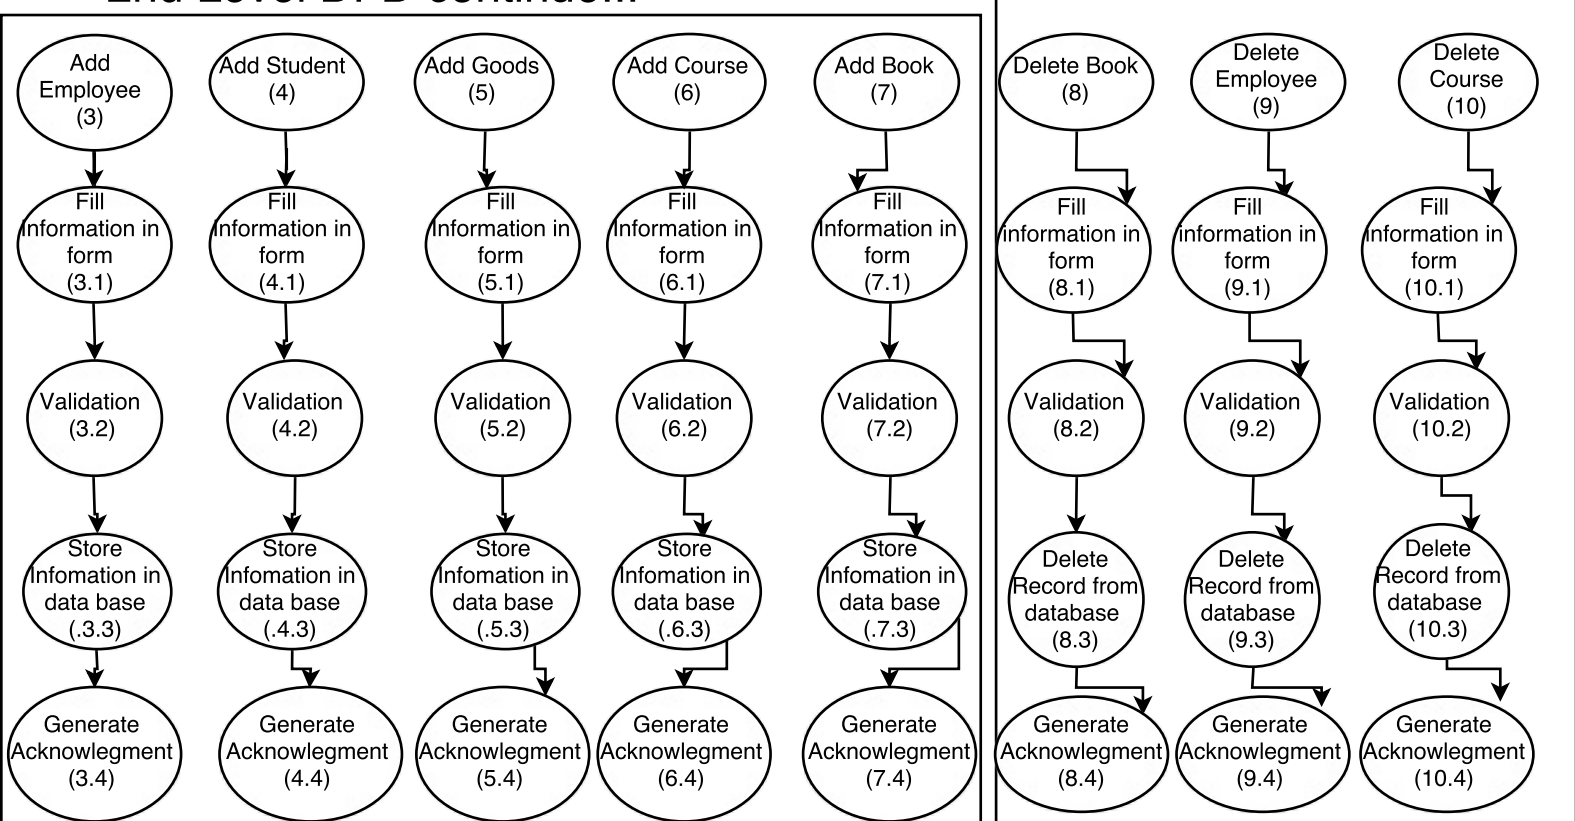 2nd Level DFD continue...
Add
Employee
(3)
Add Student
(4)
Add Goods
(5)
Add Course
(6)
Add Book
(7)
Delete Book
(8)
Delete
Employee
(9)
Delete
Course
(10)
Fill
Information in
form
(3.1)
Fill
Information in
form
(4.1)
Fill
Information in
form
(5.1)
Fill
Information in
form
(6.1)
Fill
Information in
form
(7.1)
Fill
information in
form
(8.1)
Fill
information in
form
(9.1)
Fill
Information in
form
(10.1)
Validation
(3.2)
Validation
(4.2)
Validation
(5.2)
Validation
(6.2)
Validation
(7.2)
Validation
(8.2)
Validation
(9.2)
Validation
(10.2)
Store
Infomation in
data base
(.3.3)
Store
Infomation in
data base
(.4.3)
Store
Infomation in
data base
(.5.3)
Store
Infomation in
data base
(.6.3)
Store
Infomation in
data base
(.7.3)
Delete
Record from
database
(8.3)
Delete
Record from
database
(9.3)
Delete
Record from
database
(10.3)
Generate
Acknowlegment
(3.4)
Generate
Acknowlegment
(4.4)
Generate
Acknowlegment
(5.4)
Generate
Acknowlegment
(6.4)
Generate
Acknowlegment
(7.4)
Generate
Acknowlegment
(8.4)
Generate
Acknowlegment
(9.4)
Generate
Acknowlegment
(10.4)